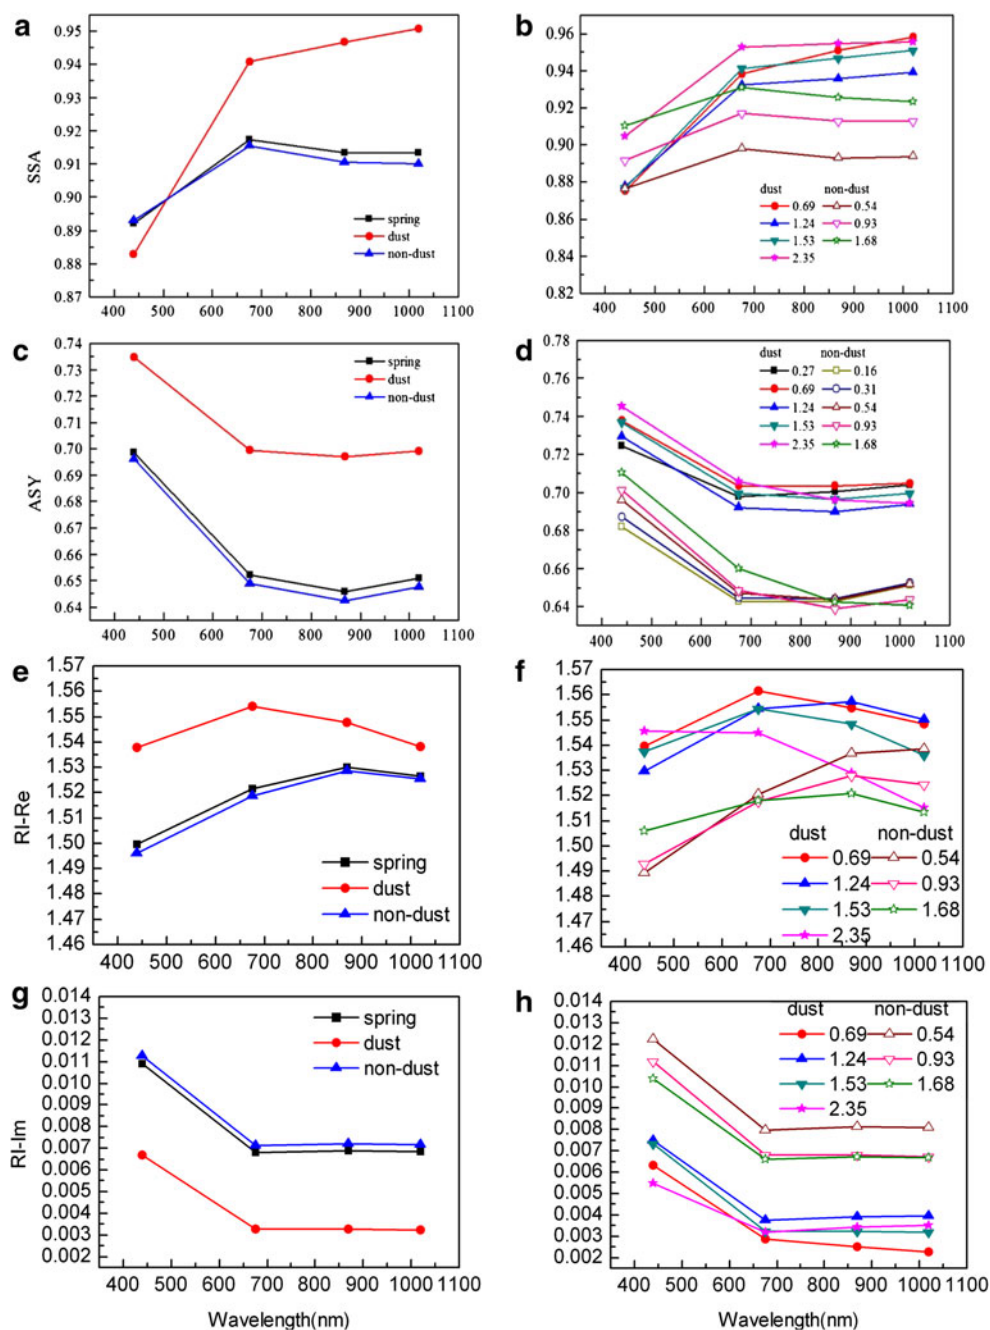 a
0.95
0.94
0.93
0.92
0.91
0.90
0.89
0.88
0.87
SSA
spring
dust
non-dust
400 500 600 700 800 900 1000 1100
b
0.96
0.94
0.92
0.90
0.88
0.86
0.84
0.82
dust non-dust
0.69 0.54
1.24 0.93
1.53 1.68
2.35
400 500 600 700 800 900 1000 1100
c
0.74
0.73
0.72
0.71
0.70
0.69
0.68
0.67
0.66
0.65
0.64
ASY
spring
dust
non-dust
400 500 600 700 800 900 1000 1100
d
0.78
0.76
0.74
0.72
0.70
0.68
0.66
0.64
dust non-dust
0.27 0.16
0.69 0.31
1.24 0.54
1.53 0.93
2.35 1.68
400 500 600 700 800 900 1000 1100
e
1.57
1.56
1.55
1.54
1.53
1.52
1.51
1.50
1.49
1.48
1.47
1.46
RI-Re
spring
dust
non-dust
400 500 600 700 800 900 1000 1100
f
1.57
1.56
1.55
1.54
1.53
1.52
1.51
1.50
1.49
1.48
1.47
1.46
dust non-dust
0.69 0.54
1.24 0.93
1.53 1.68
2.35
400 500 600 700 800 900 1000 1100
g
0.014
0.013
0.012
0.011
0.010
0.009
0.008
0.007
0.006
0.005
0.004
0.003
0.002
RI-Im
spring
dust
non-dust
400 500 600 700 800 900 1000 1100
Wavelength(nm)
h
0.014
0.013
0.012
0.011
0.010
0.009
0.008
0.007
0.006
0.005
0.004
0.003
0.002
dust non-dust
0.69 0.54
1.24 0.93
1.53 1.68
2.35
400 500 600 700 800 900 1000 1100
Wavelength(nm)